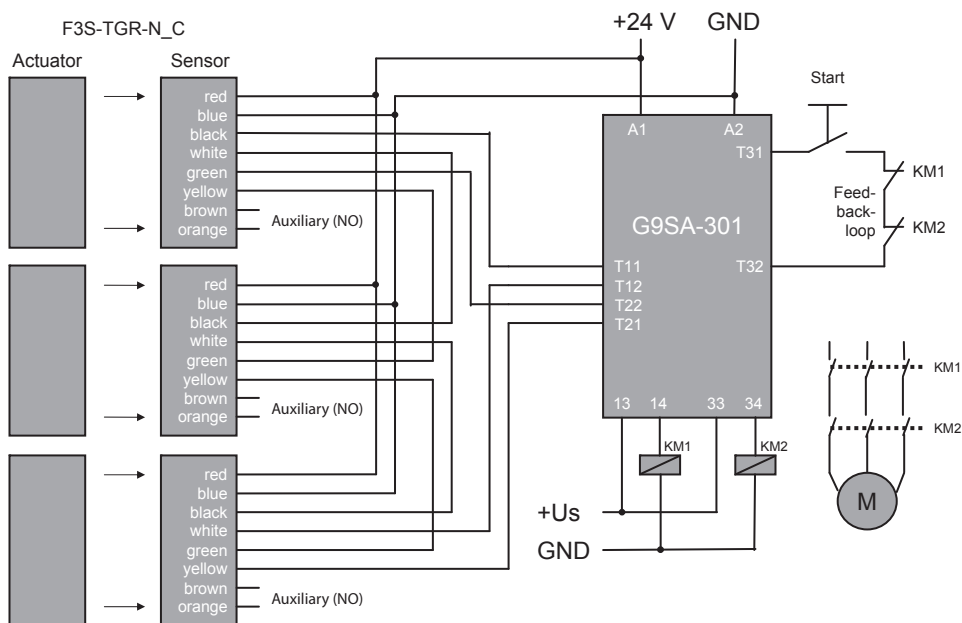 F3S-TGR-N_C
Actuator
Sensor
red
blue
black
white
green
yellow
brown
orange
Auxiliary (NO)
red
blue
black
white
green
yellow
brown
orange
Auxiliary (NO)
red
blue
black
white
green
yellow
brown
orange
Auxiliary (NO)
+24 V
GND
A1
A2
T31
G9SA-301
T11
T12
T22
T21
T32
13
14
33
34
Start
KM1
Feed-
back-
loop
KM2
KM1
KM2
+Us
GND
KM1
KM2
M